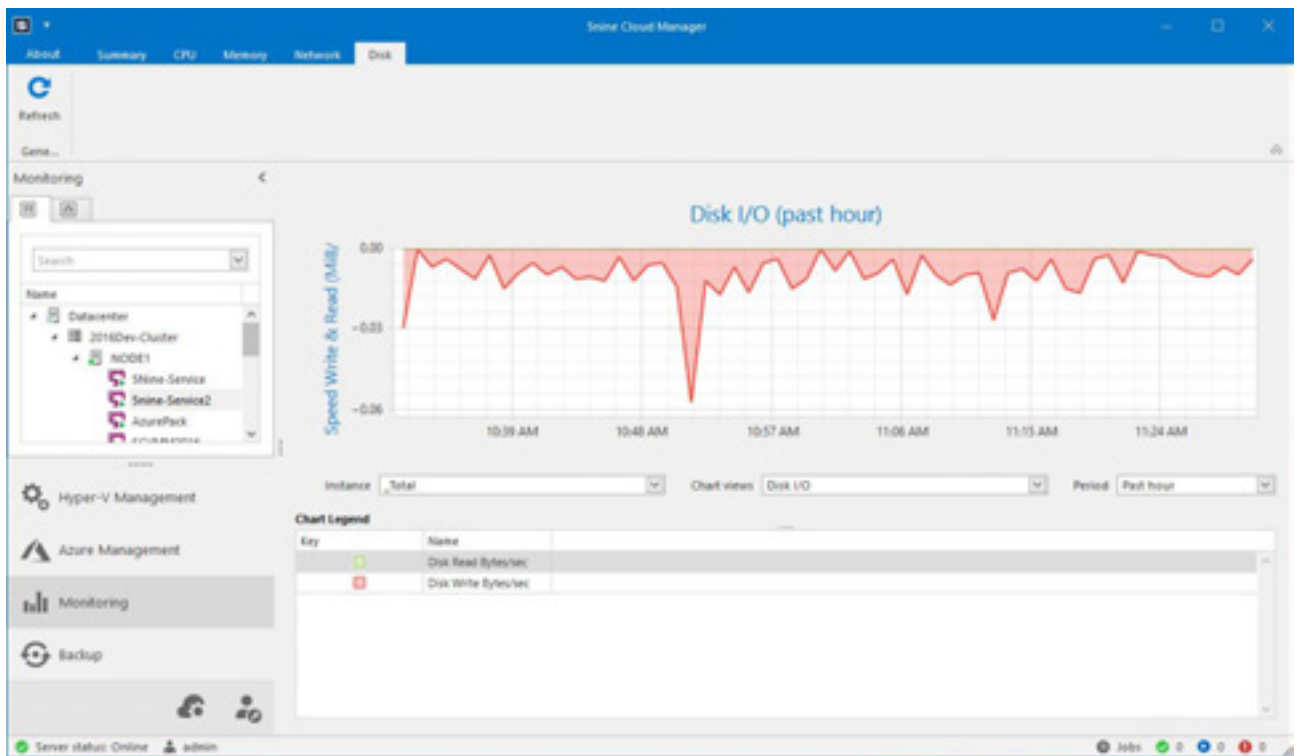 5nine Cloud Manager
About Summary CPU Memory Network Disk
Refresh
Gene...
Monitoring
Search
Name
Datacenter
2016Dev-Cluster
NODE1
5Nine-Service
5nine-Service2
AzurePack
Hyper-V Management
Azure Management
Monitoring
Backup
Disk I/O (past hour)
Speed Write & Read (MiB/
0.00
-0.03
-0.06
10:39 AM 10:48 AM 10:57 AM 11:06 AM 11:15 AM 11:24 AM
Instance _Total Chart views Disk I/O Period Past hour
Chart Legend
Key Name
Disk Read Bytes/sec
Disk Write Bytes/sec
Server status: Online admin Jobs 0 0 0